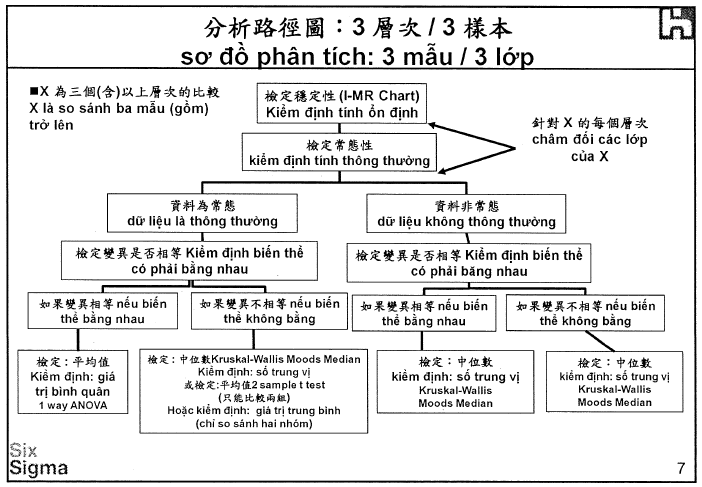 分析路徑圖：3 層次 / 3 樣本
sơ đồ phân tích: 3 mẫu / 3 lớp
■X 為三個(含)以上層次的比較
X là so sánh ba mẫu (gồm)
trở lên
檢定穩定性 (I-MR Chart)
Kiểm định tính ổn định
針對 X 的每個層次
châm đối các lớp
của X
檢定常態性
kiểm định tính thông thường
資料為常態
dữ liệu là thông thường
資料非常態
dữ liệu không thông thường
檢定變異是否相等 Kiểm định biến thể
có phải bằng nhau
檢定變異是否相等 Kiểm định biến thể
có phải băng nhau
如果變異相等 nếu biến
thể bằng nhau
如果變異不相等 nếu biến
thể không bằng
如果變異相等 nếu biến
thể bằng nhau
如果變異不相等 nếu biến
thể không bằng
檢定：平均值
Kiểm định: giá
trị bình quân
1 way ANOVA
檢定：中位數Kruskal-Wallis Moods Median
Kiểm định: số trung vị
或檢定:平均值2 sample t test
(只能比較兩組)
Hoặc kiểm định: giá trị trung bình
(chỉ so sánh hai nhóm)
檢定：中位數
kiểm định: số trung vị
Kruskal-Wallis
Moods Median
檢定：中位數
kiểm định: số trung vị
Kruskal-Wallis
Moods Median
Six
Sigma
7